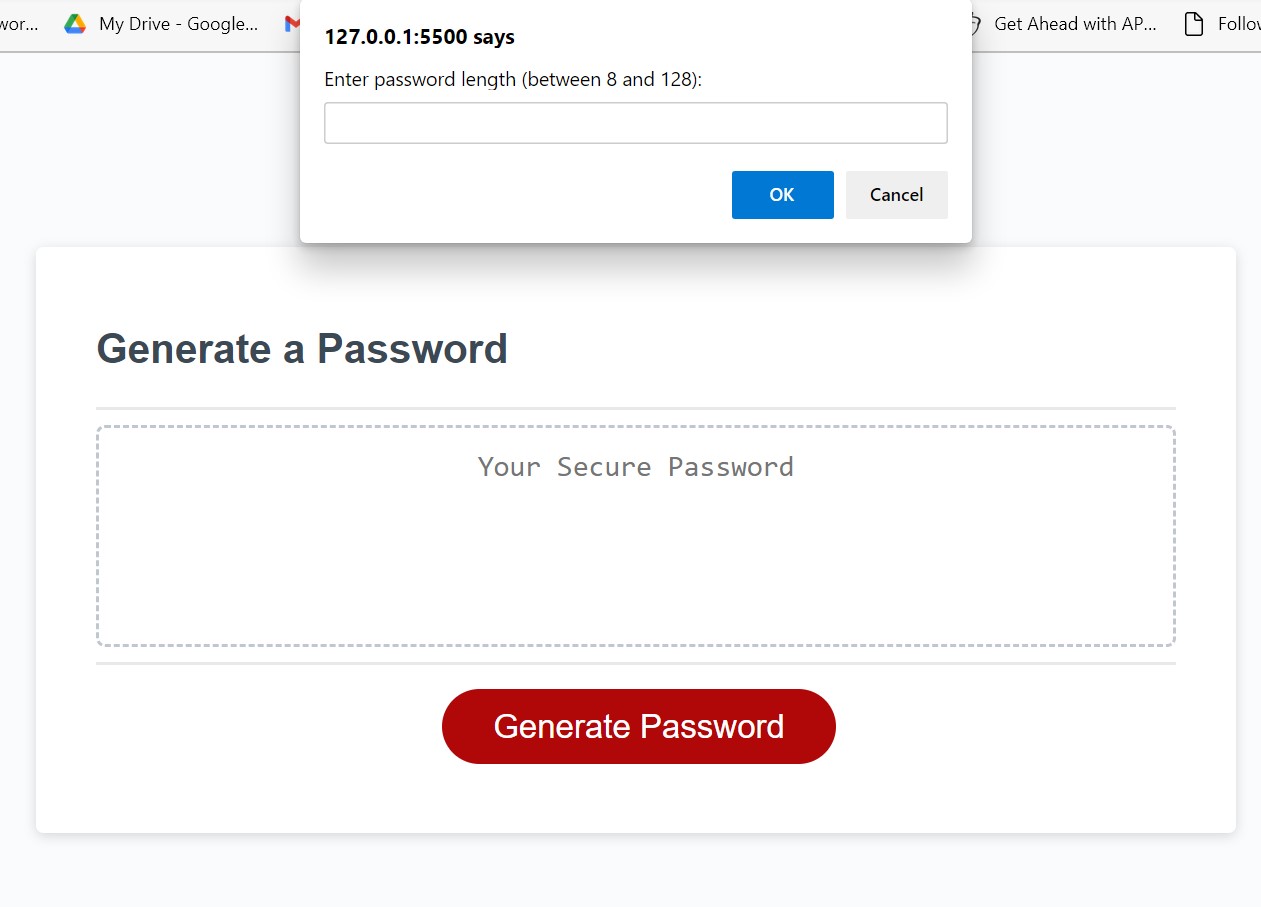 wor... My Drive - Google... Get Ahead with AP... Follow
127.0.0.1:5500 says
Enter password length (between 8 and 128):
OK Cancel
Generate a Password
Your Secure Password
Generate Password